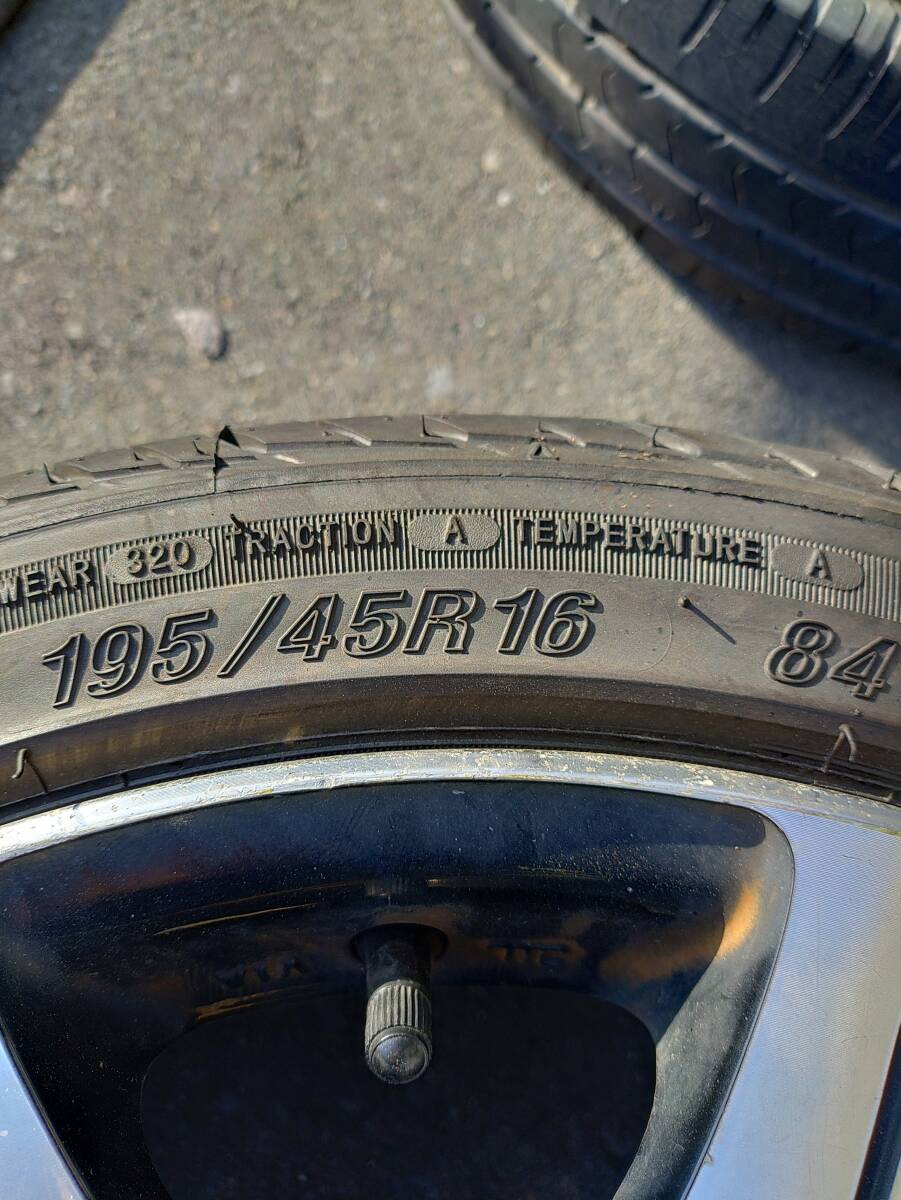 WEAR 320 TRACTION A TEMPERATURE A
195/45R16 84